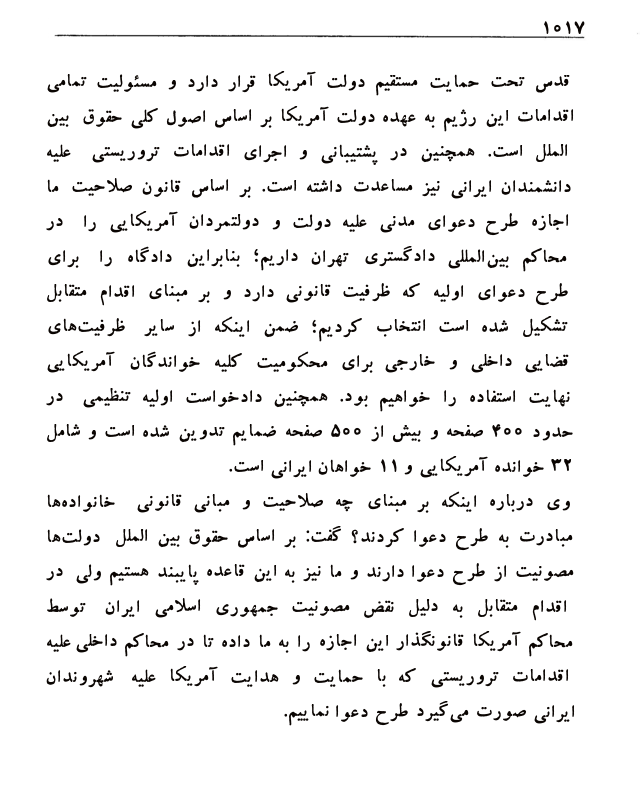 ۱۰۱۷
قدس تحت حمایت مستقیم دولت آمریکا قرار دارد و مسئولیت تمامی
اقدامات این رژیم به عهده دولت آمریکا بر اساس اصول کلی حقوق بین
الملل است. همچنین در پشتیبانی و اجرای اقدامات تروریستی علیه
دانشمندان ایرانی نیز مساعدت داشته است. بر اساس قانون صلاحیت ما
اجازه طرح دعوای مدنی علیه دولت و دولتمردان آمریکایی را در
محاکم بین‌المللی دادگستری تهران داریم؛ بنابراین دادگاه را برای
طرح دعوای اولیه که ظرفیت قانونی دارد و بر مبنای اقدام متقابل
تشکیل شده است انتخاب کردیم؛ ضمن اینکه از سایر ظرفیت‌های
قضایی داخلی و خارجی برای محکومیت کلیه خواندگان آمریکایی
نهایت استفاده را خواهیم بود. همچنین دادخواست اولیه تنظیمی در
حدود ۴۰۰ صفحه و بیش از ۵۰۰ صفحه ضمایم تدوین شده است و شامل
۳۲ خوانده آمریکایی و ۱۱ خواهان ایرانی است.
وی درباره اینکه بر مبنای چه صلاحیت و مبانی قانونی خانواده‌ها
مبادرت به طرح دعوا کردند؟ گفت: بر اساس حقوق بین الملل دولت‌ها
مصونیت از طرح دعوا دارند و ما نیز به این قاعده پایبند هستیم ولی در
اقدام متقابل به دلیل نقض مصونیت جمهوری اسلامی ایران توسط
محاکم آمریکا قانونگذار این اجازه را به ما داده تا در محاکم داخلی علیه
اقدامات تروریستی که با حمایت و هدایت آمریکا علیه شهروندان
ایرانی صورت می‌گیرد طرح دعوا نماییم.